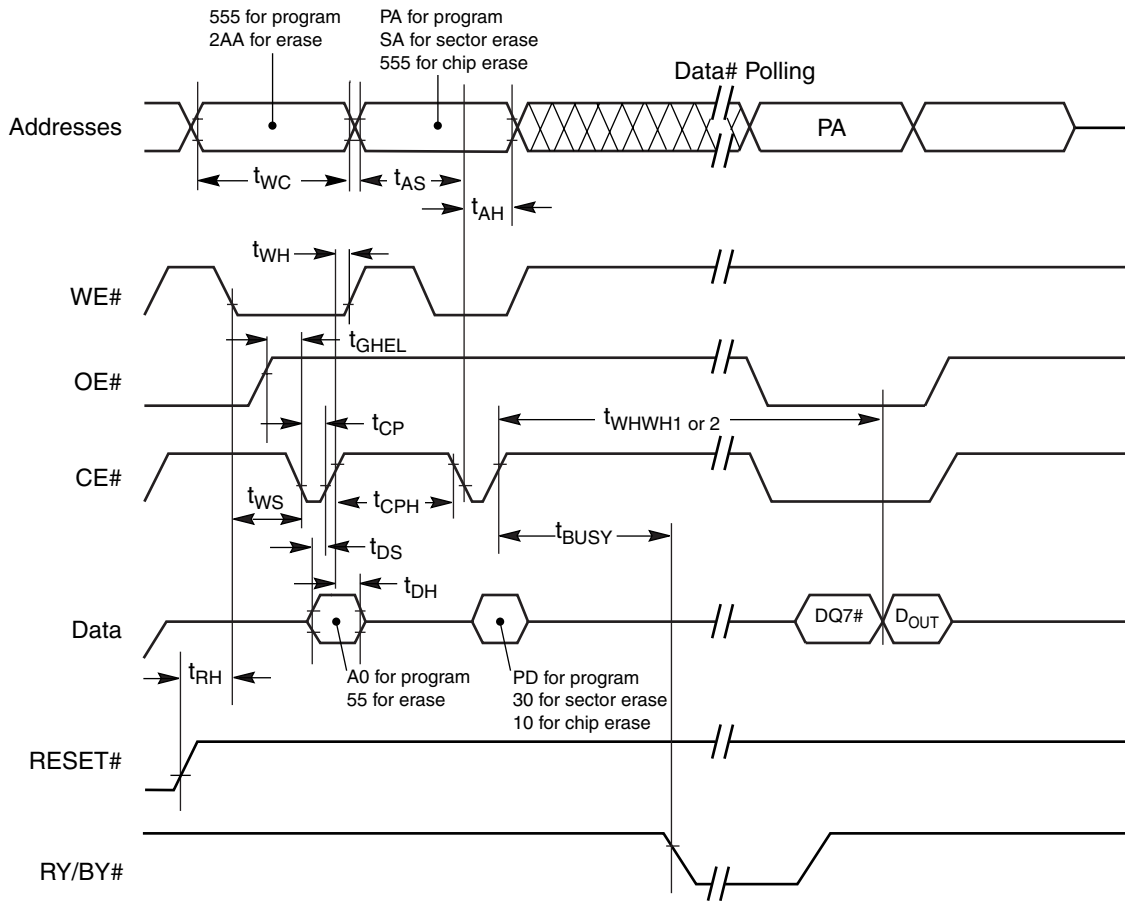 555 for program
2AA for erase
PA for program
SA for sector erase
555 for chip erase
Data# Polling
Addresses
PA
tWC
tAS
tAH
tWH
WE#
tGHEL
OE#
tWHWH1 or 2
tCP
CE#
tWS
tCPH
tBUSY
tDS
tDH
Data
DQ7#
DOUT
tRH
A0 for program
55 for erase
PD for program
30 for sector erase
10 for chip erase
RESET#
RY/BY#